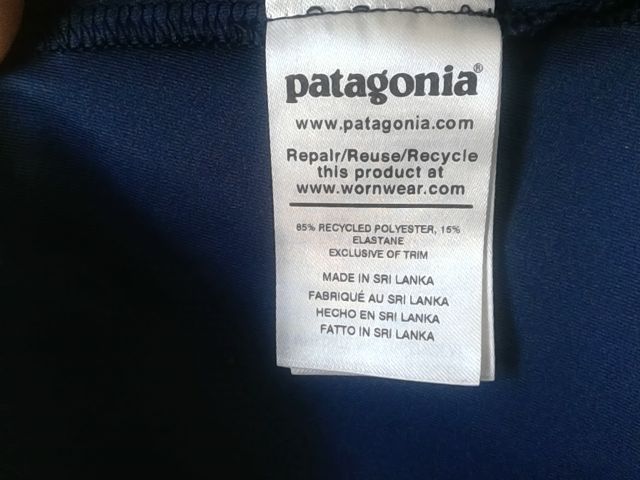 patagonia®
www.patagonia.com
Repair/Reuse/Recycle
this product at
www.wornwear.com
85% RECYCLED POLYESTER, 15%
ELASTANE
EXCLUSIVE OF TRIM
MADE IN SRI LANKA
FABRIQUÉ AU SRI LANKA
HECHO EN SRI LANKA
FATTO IN SRI LANKA